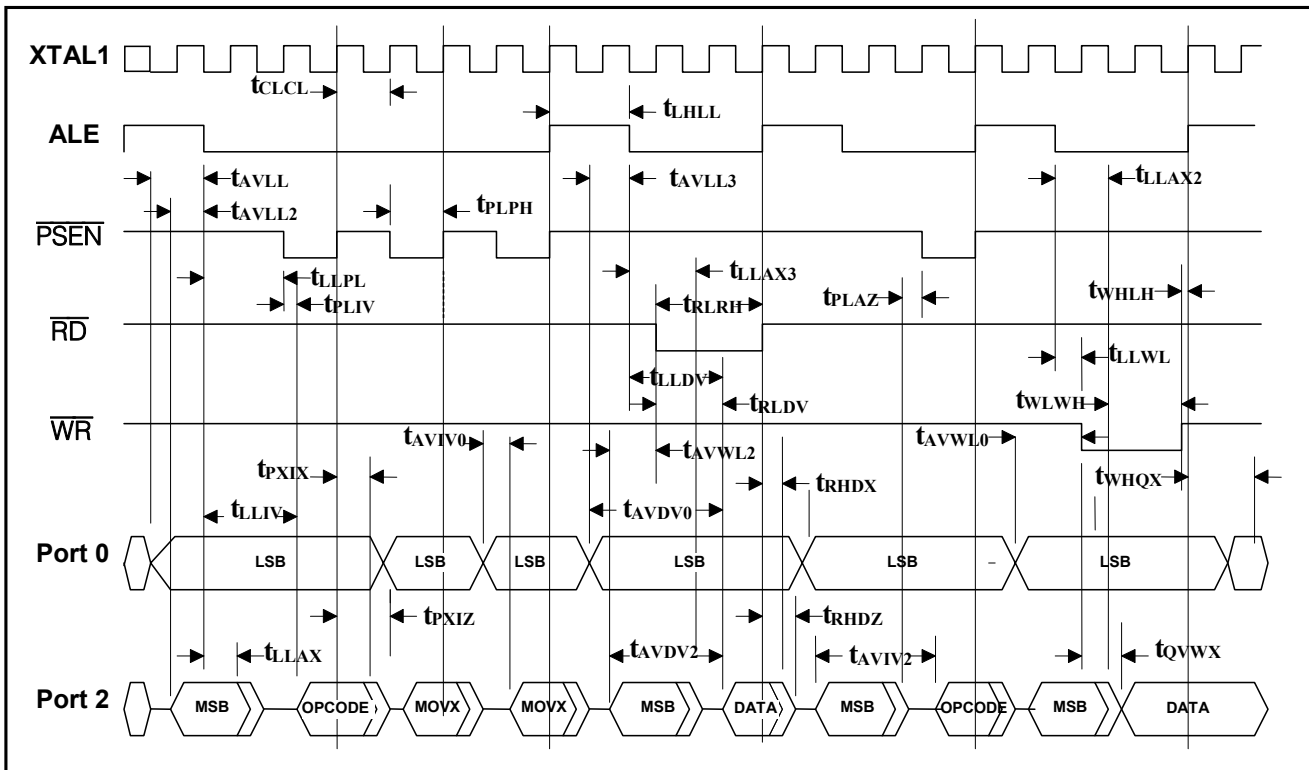 XTAL1
tCLCL
tLHLL
ALE
tAVLL
tAVLL3
tLLAX2
tAVLL2
tPLPH
PSEN
tLLPL
tLLAX3
tPLIV
tRLRH
tPLAZ
tWHLH
RD
tLLWL
tLLDV
tRLDV
tWLWH
WR
tAVIV0
tAVWL2
tAVWL0
tPXIX
tRHDX
tWHQX
tLLIV
tAVDV0
Port 0
LSB LSB LSB LSB LSB LSB
tPXIZ
tRHDZ
tLLAX
tAVDV2
tAVIV2
tQVWX
Port 2
MSB OPCODE MOVX MOVX MSB DATA MSB OPCODE MSB DATA